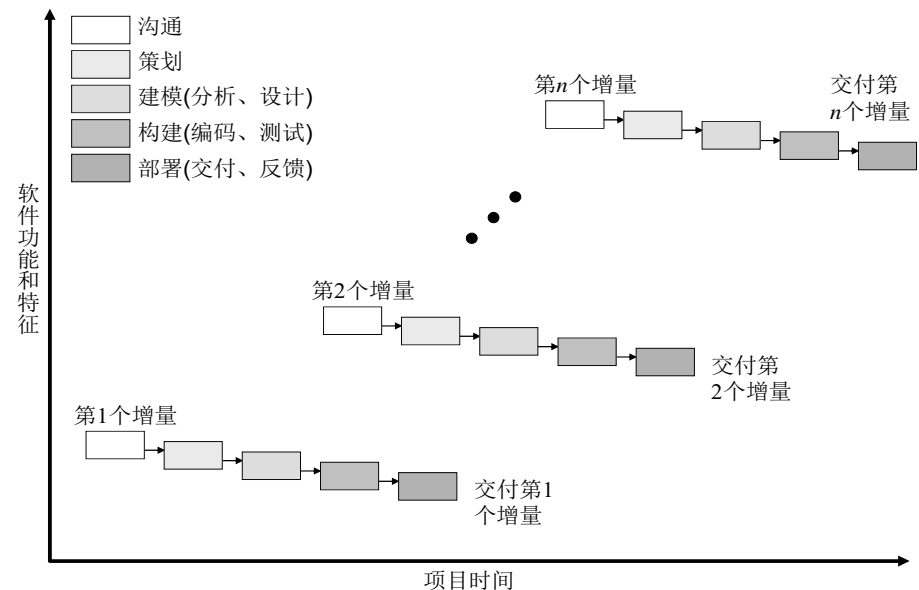 沟通
策划
建模(分析、设计)
构建(编码、测试)
部署(交付、反馈)
第n个增量
交付第
n个增量
软件功能和特征
第2个增量
交付第
2个增量
第1个增量
交付第1
个增量
项目时间